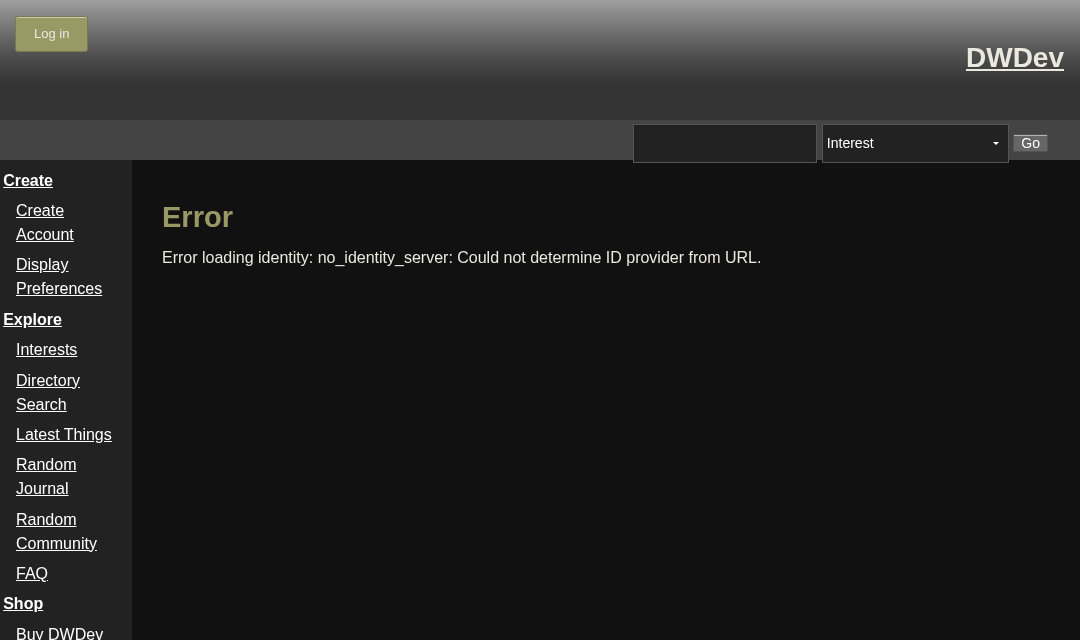 Log in
DWDev
Interest
Go
Create
Create
Account
Display
Preferences
Explore
Interests
Directory
Search
Latest Things
Random
Journal
Random
Community
FAQ
Shop
Buy DWDev
Error
Error loading identity: no_identity_server: Could not determine ID provider from URL.